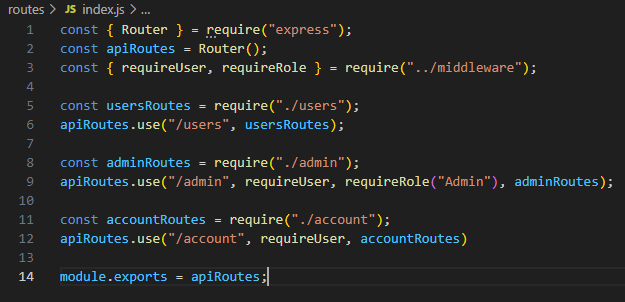 routes > JS index.js > ...
1 const { Router } = require("express");
2 const apiRoutes = Router();
3 const { requireUser, requireRole } = require("../middleware");
4
5 const usersRoutes = require("./users");
6 apiRoutes.use("/users", usersRoutes);
7
8 const adminRoutes = require("./admin");
9 apiRoutes.use("/admin", requireUser, requireRole("Admin"), adminRoutes);
10
11 const accountRoutes = require("./account");
12 apiRoutes.use("/account", requireUser, accountRoutes)
13
14 module.exports = apiRoutes;